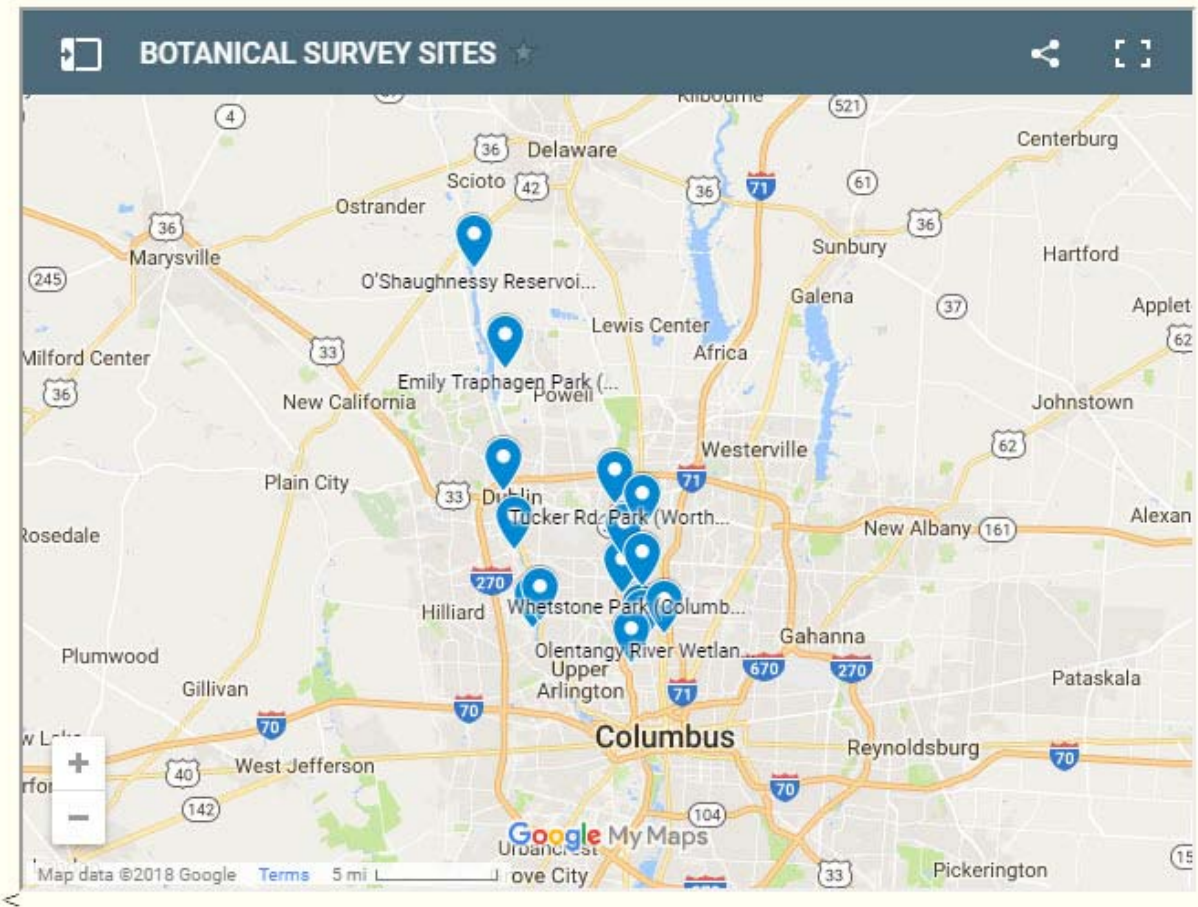 BOTANICAL SURVEY SITES
Kilbourne
4
521
Centerburg
36
Delaware
Scioto
42
36
71
61
Ostrander
36
36
Marysville
Sunbury
Hartford
245
O'Shaughnessy Reservoi...
Galena
37
Applet
Lewis Center
62
33
Africa
Milford Center
Emily Traphagen Park (...
36
Powell
New California
Johnstown
62
Westerville
71
Plain City
33
Dublin
Tucker Rd. Park (Worth...
New Albany
161
Alexan
Rosedale
270
Hilliard
Whetstone Park (Columb...
Gahanna
Olentangy River Wetlan...
Plumwood
Upper
Arlington
670
270
Pataskala
Gillivan
71
70
70
Columbus
Reynoldsburg
70
+
40
West Jefferson
70
142
−
104
Google My Maps
Urbancrest
Map data ©2018 Google Terms 5 mi
ove City
33
Pickerington
15
<